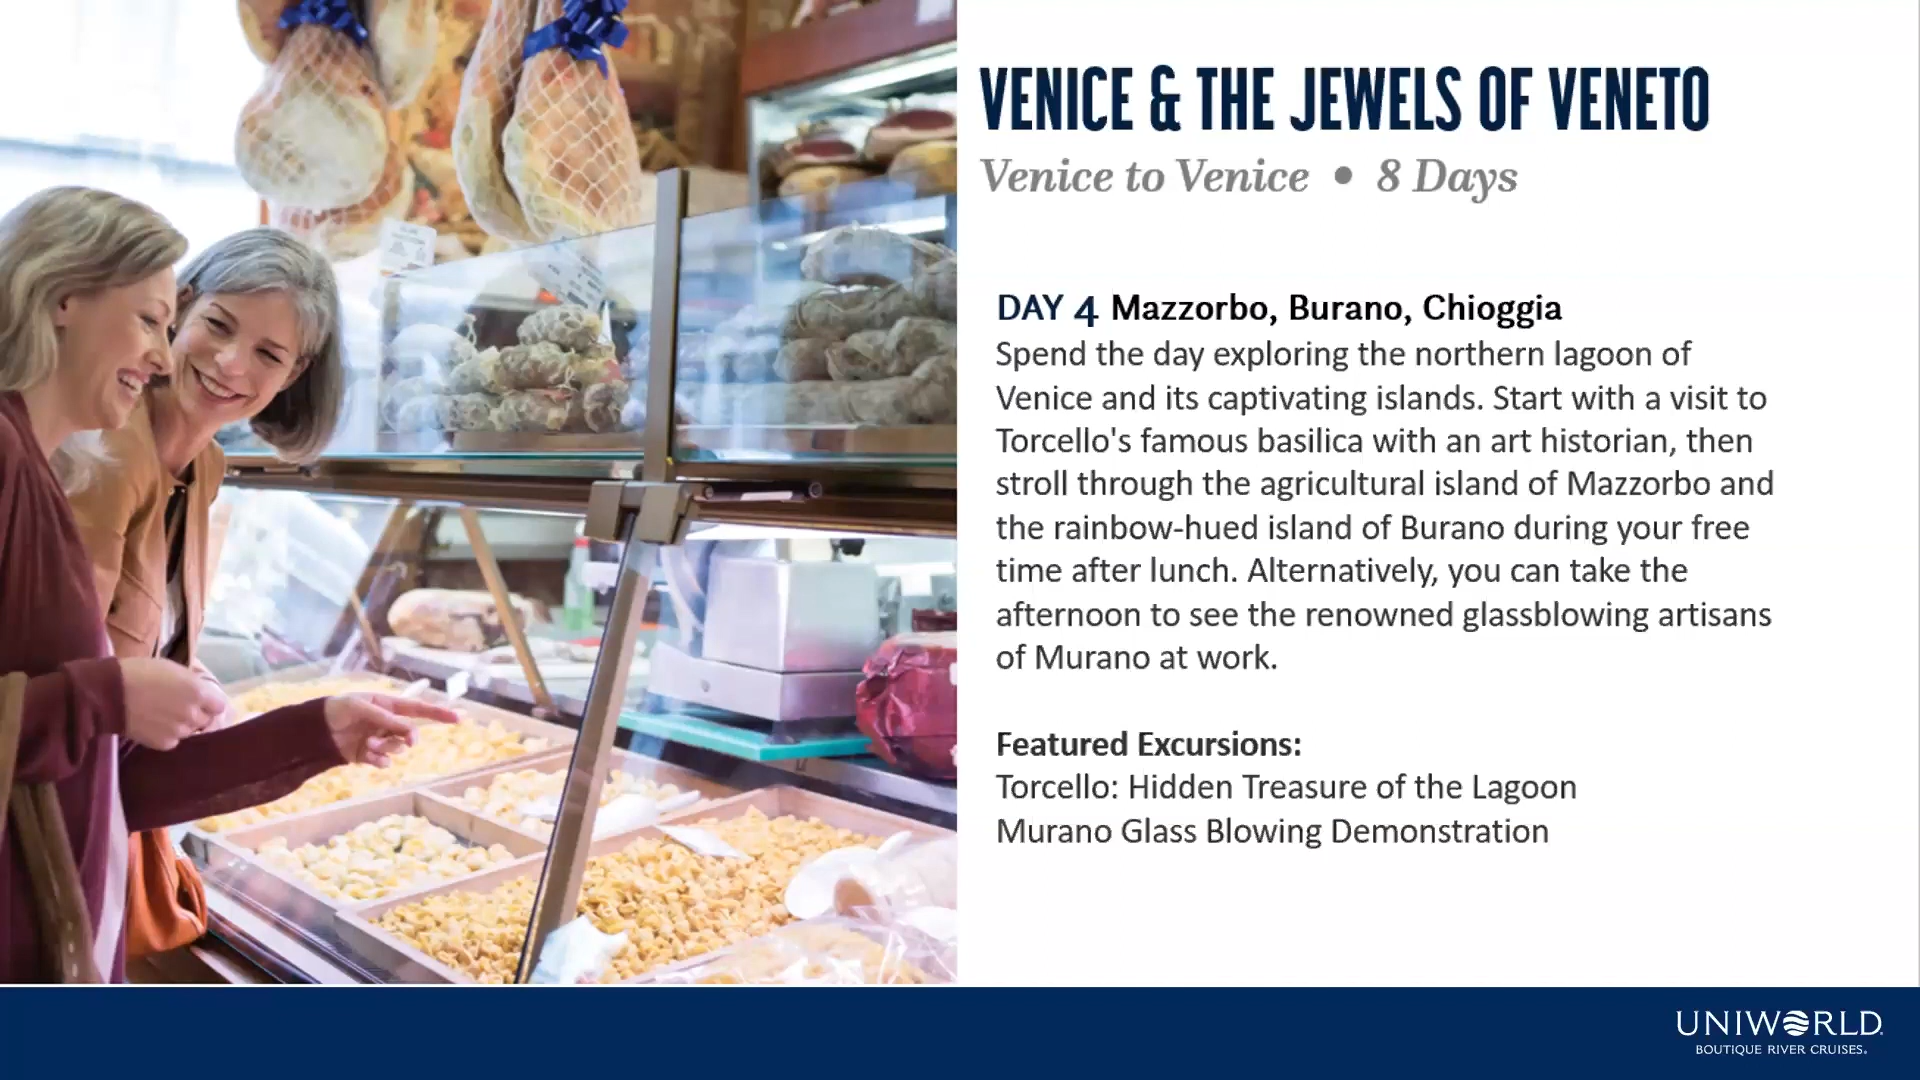 VENICE & THE JEWELS OF VENETO
Venice to Venice • 8 Days
DAY 4 Mazzorbo, Burano, Chioggia
Spend the day exploring the northern lagoon of
Venice and its captivating islands. Start with a visit to
Torcello's famous basilica with an art historian, then
stroll through the agricultural island of Mazzorbo and
the rainbow-hued island of Burano during your free
time after lunch. Alternatively, you can take the
afternoon to see the renowned glassblowing artisans
of Murano at work.
Featured Excursions:
Torcello: Hidden Treasure of the Lagoon
Murano Glass Blowing Demonstration
UNIWORLD
BOUTIQUE RIVER CRUISES.